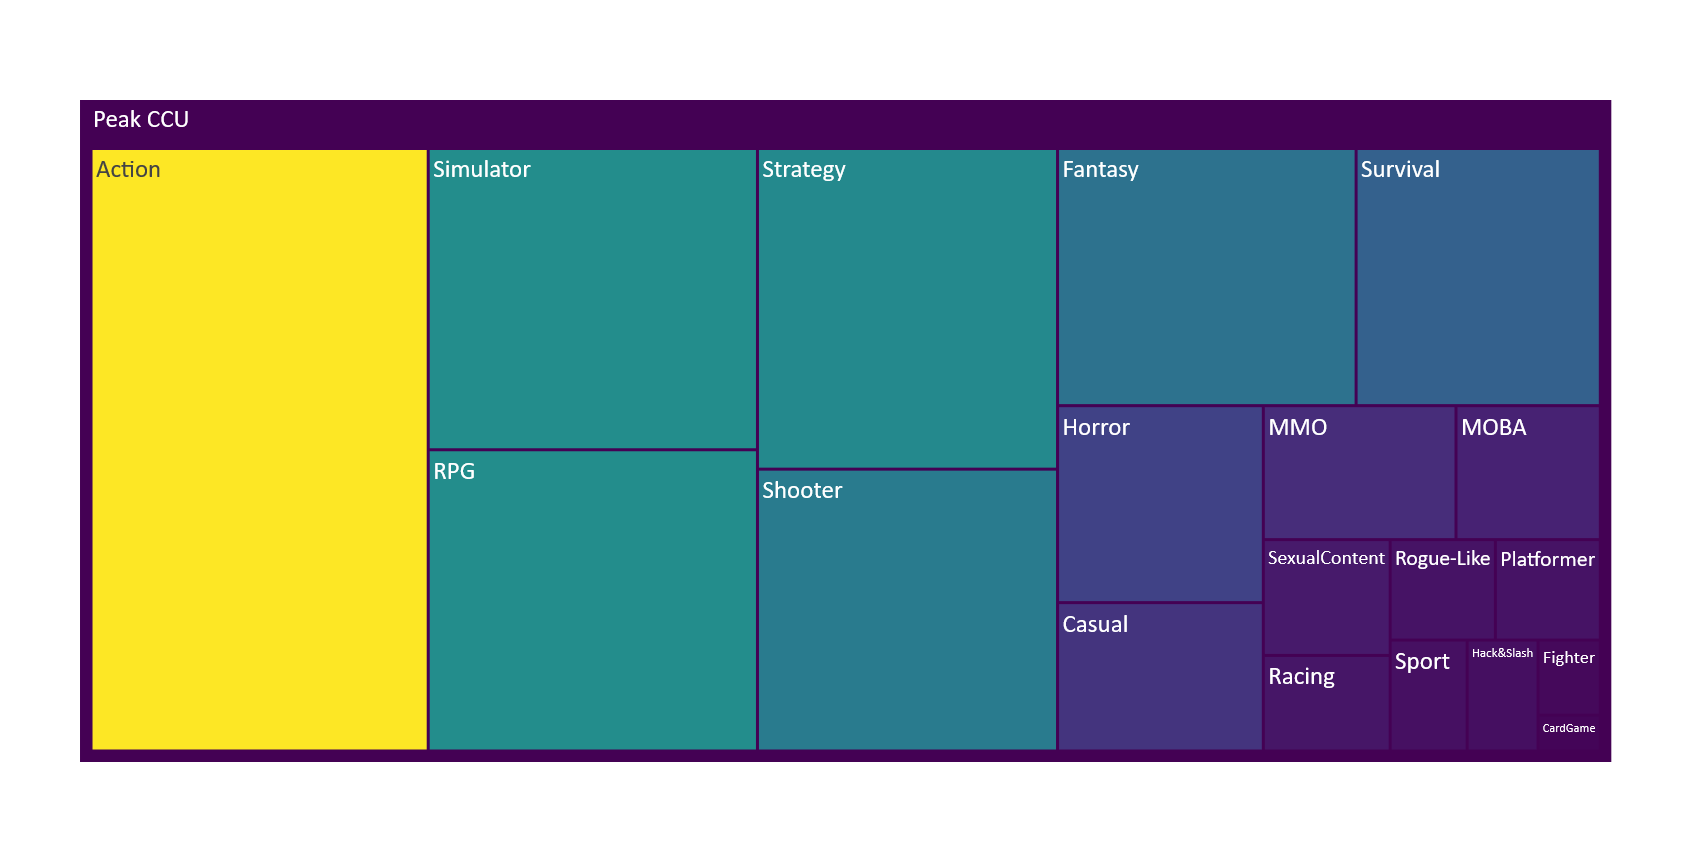 Peak CCU
Action
Simulator
Strategy
Fantasy
Survival
RPG
Shooter
Horror
MMO
MOBA
Casual
SexualContent
Rogue-Like
Platformer
Racing
Sport
Hack&Slash
Fighter
CardGame